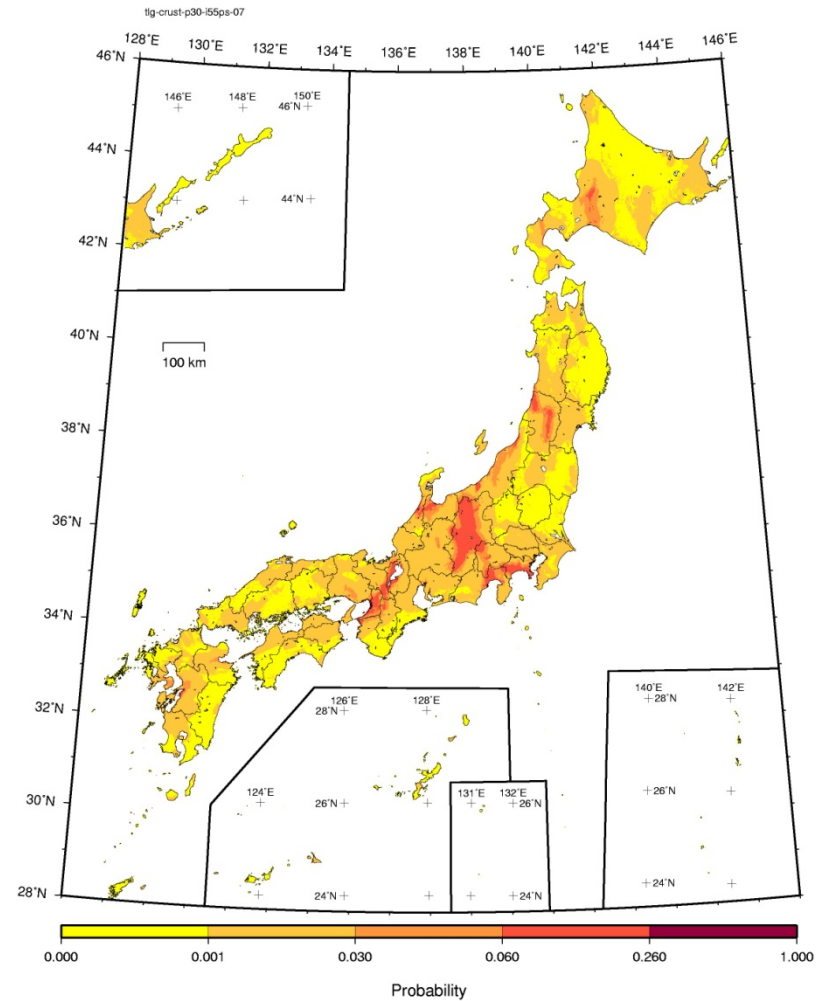 tlg-crust-p30-i55ps-07
128˚E 130˚E 132˚E 134˚E 136˚E 138˚E 140˚E 142˚E 144˚E 146˚E
46˚N
146˚E 148˚E 150˚E
46˚N
44˚N
44˚N
42˚N
40˚N
100 km
38˚N
36˚N
34˚N
32˚N
126˚E 128˚E
28˚N
140˚E 142˚E
28˚N
30˚N
124˚E
26˚N
131˚E 132˚E
26˚N
26˚N
28˚N
24˚N
24˚N
24˚N
0.000 0.001 0.030 0.060 0.260 1.000
Probability